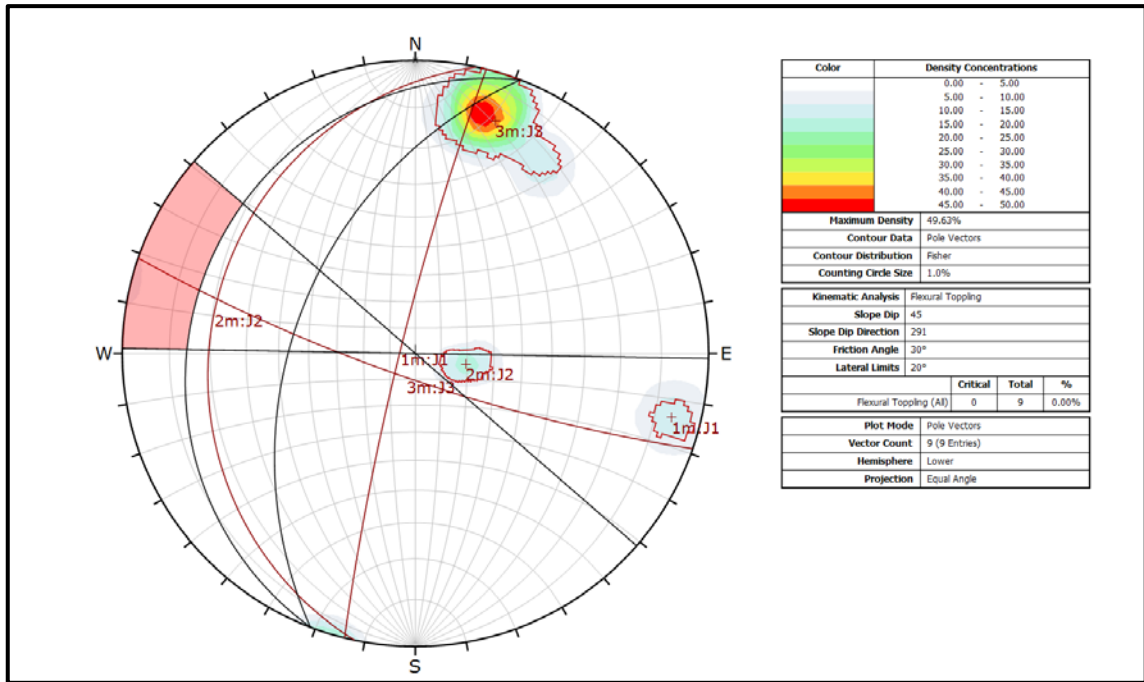 N
W
E
S
3m:J3
2m:J2
1m:J1
2m:J2
3m:J3
1m:J1
Color Density Concentrations
0.00 - 5.00
5.00 - 10.00
10.00 - 15.00
15.00 - 20.00
20.00 - 25.00
25.00 - 30.00
30.00 - 35.00
35.00 - 40.00
40.00 - 45.00
45.00 - 50.00
Maximum Density 49.63%
Contour Data Pole Vectors
Contour Distribution Fisher
Counting Circle Size 1.0%
Kinematic Analysis Flexural Toppling
Slope Dip 45
Slope Dip Direction 291
Friction Angle 30°
Lateral Limits 20°
Critical Total %
Flexural Toppling (All) 0 9 0.00%
Plot Mode Pole Vectors
Vector Count 9 (9 Entries)
Hemisphere Lower
Projection Equal Angle